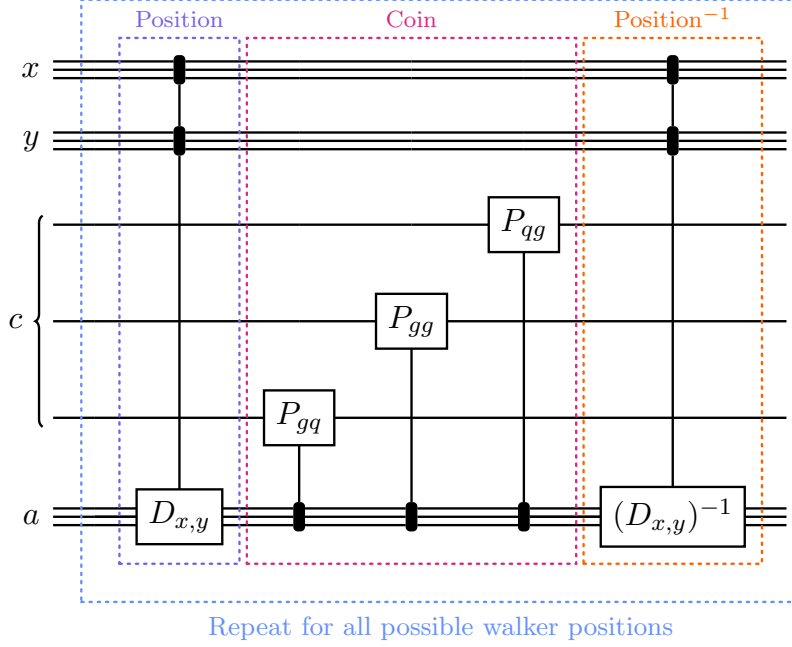 Position Coin Position⁻¹
x
y
P_{qg}
c
P_{gg}
P_{gq}
a D_{x,y} (D_{x,y})⁻¹
Repeat for all possible walker positions